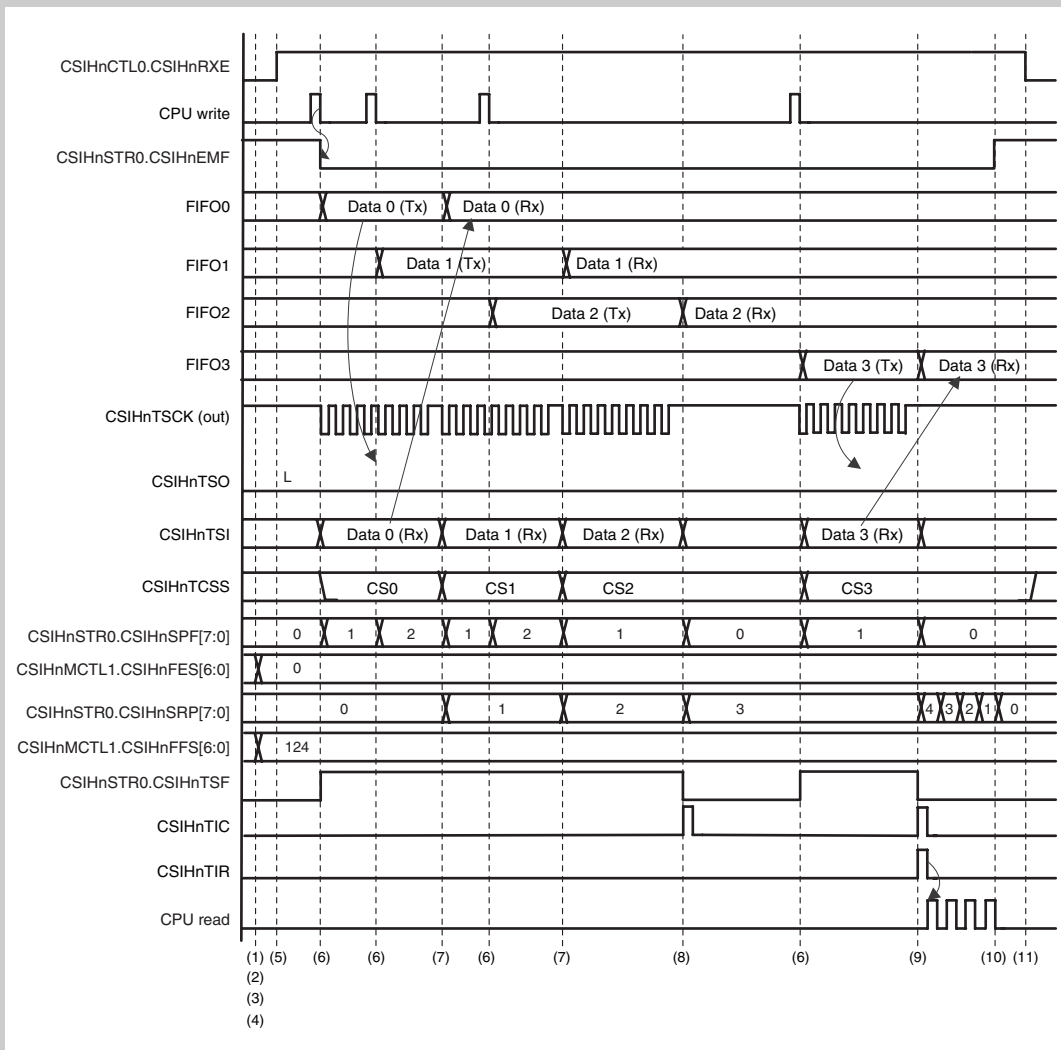 CSIHnCTL0.CSIHnRXE
CPU write
CSIHnSTR0.CSIHnEMF
FIFO0 Data 0 (Tx) Data 0 (Rx)
FIFO1 Data 1 (Tx) Data 1 (Rx)
FIFO2 Data 2 (Tx) Data 2 (Rx)
FIFO3 Data 3 (Tx) Data 3 (Rx)
CSIHnTSCK (out)
CSIHnTSO L
CSIHnTSI Data 0 (Rx) Data 1 (Rx) Data 2 (Rx) Data 3 (Rx)
CSIHnTCSS CS0 CS1 CS2 CS3
CSIHnSTR0.CSIHnSPF[7:0] 0 1 2 1 2 1 0 1 0
CSIHnMCTL1.CSIHnFES[6:0] 0
CSIHnSTR0.CSIHnSRP[7:0] 0 1 2 3 4 3 2 1 0
CSIHnMCTL1.CSIHnFFS[6:0] 124
CSIHnSTR0.CSIHnTSF
CSIHnTIC
CSIHnTIR
CPU read
(1) (5) (6) (6) (7) (6) (7) (8) (6) (9) (10) (11)
(2)
(3)
(4)